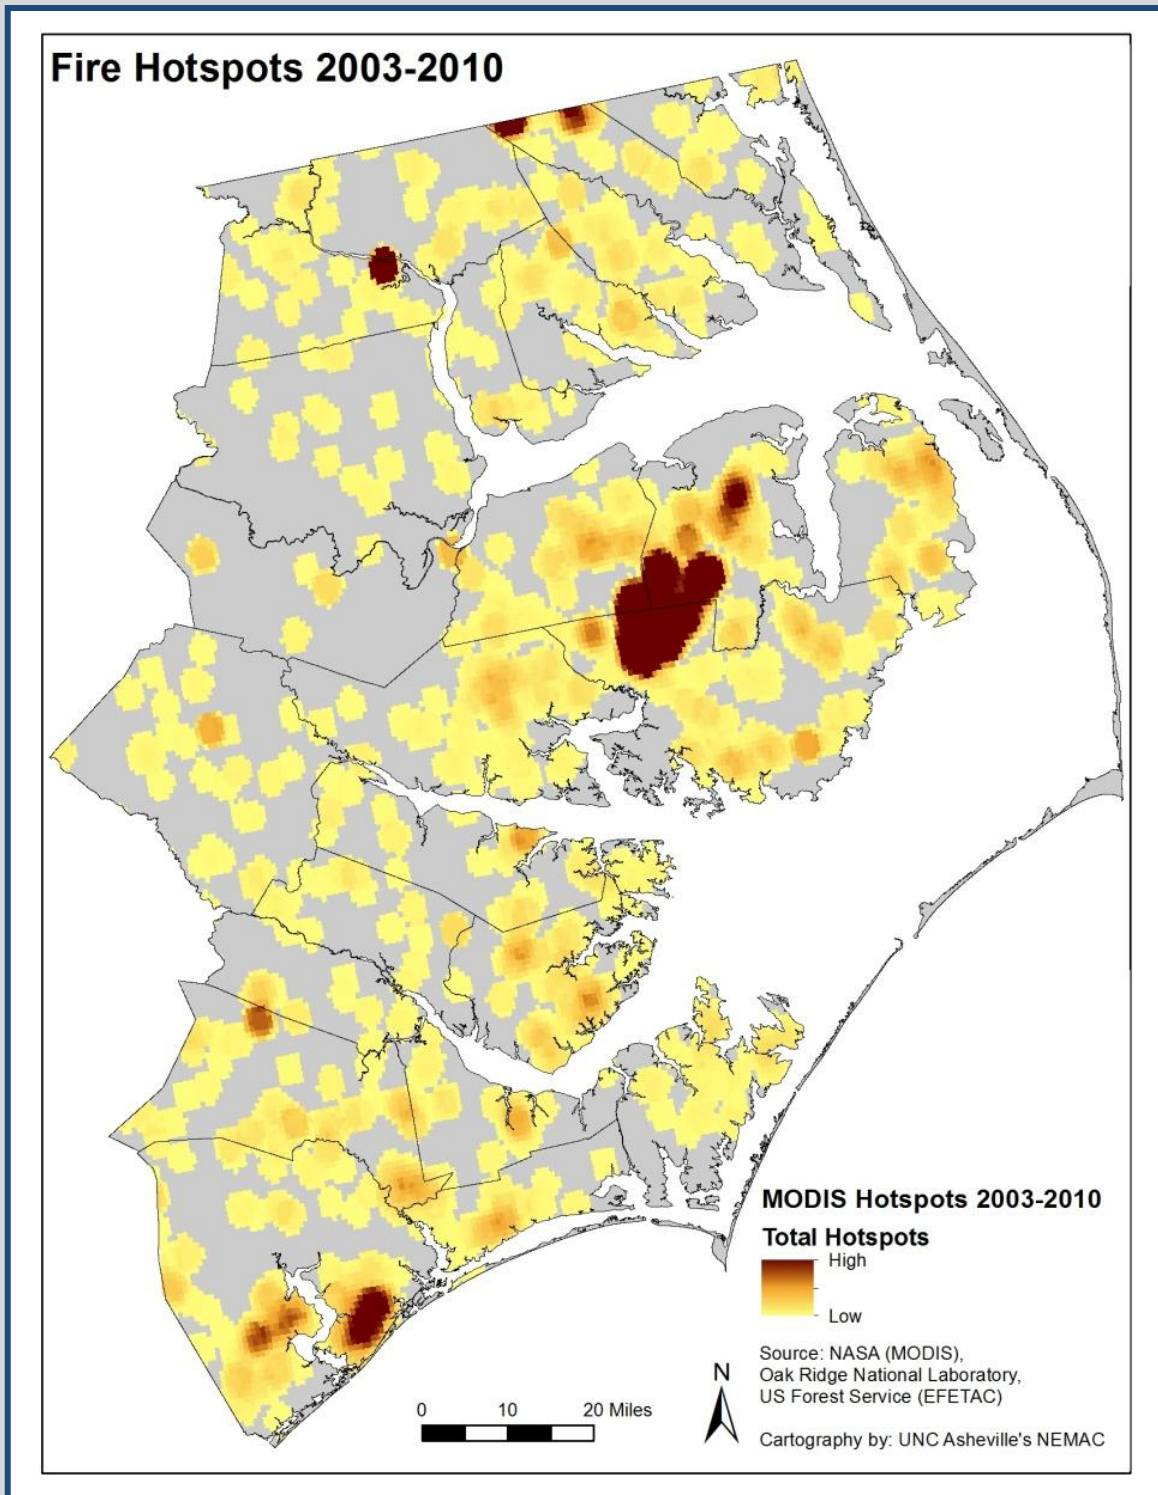 Fire Hotspots 2003-2010
MODIS Hotspots 2003-2010
Total Hotspots
High
Low
Source: NASA (MODIS),
Oak Ridge National Laboratory,
US Forest Service (EFETAC)
Cartography by: UNC Asheville's NEMAC
N
0 10 20 Miles